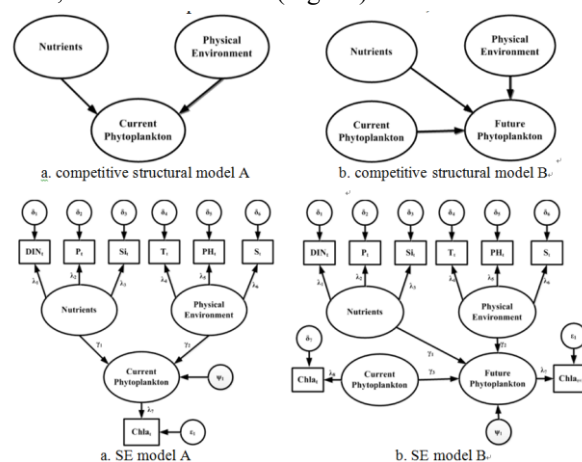 Nutrients
Physical
Environment
Current
Phytoplankton
a. competitive structural model A
Nutrients
Physical
Environment
Current
Phytoplankton
Future
Phytoplankton
b. competitive structural model B
δ₁ δ₂ δ₃ δ₄ δ₅ δ₆
DINₜ Pₜ Siₜ Tₜ PHₜ Sₜ
λ₁ λ₂ λ₃ λ₄ λ₅ λ₆
Nutrients
Physical
Environment
γ₁ γ₂
Current
Phytoplankton
ψ₁
λ₇
Chlaₜ
ε₁
a. SE model A
δ₁ δ₂ δ₃ δ₄ δ₅ δ₆
DINₜ Pₜ Siₜ Tₜ PHₜ Sₜ
λ₁ λ₂ λ₃ λ₄ λ₅ λ₆
Nutrients
Physical
Environment
δ₇
ε₁
Chlaₜ
λ₈
Current
Phytoplankton
γ₃
Future
Phytoplankton
λ₇
ψ₁
b. SE model B